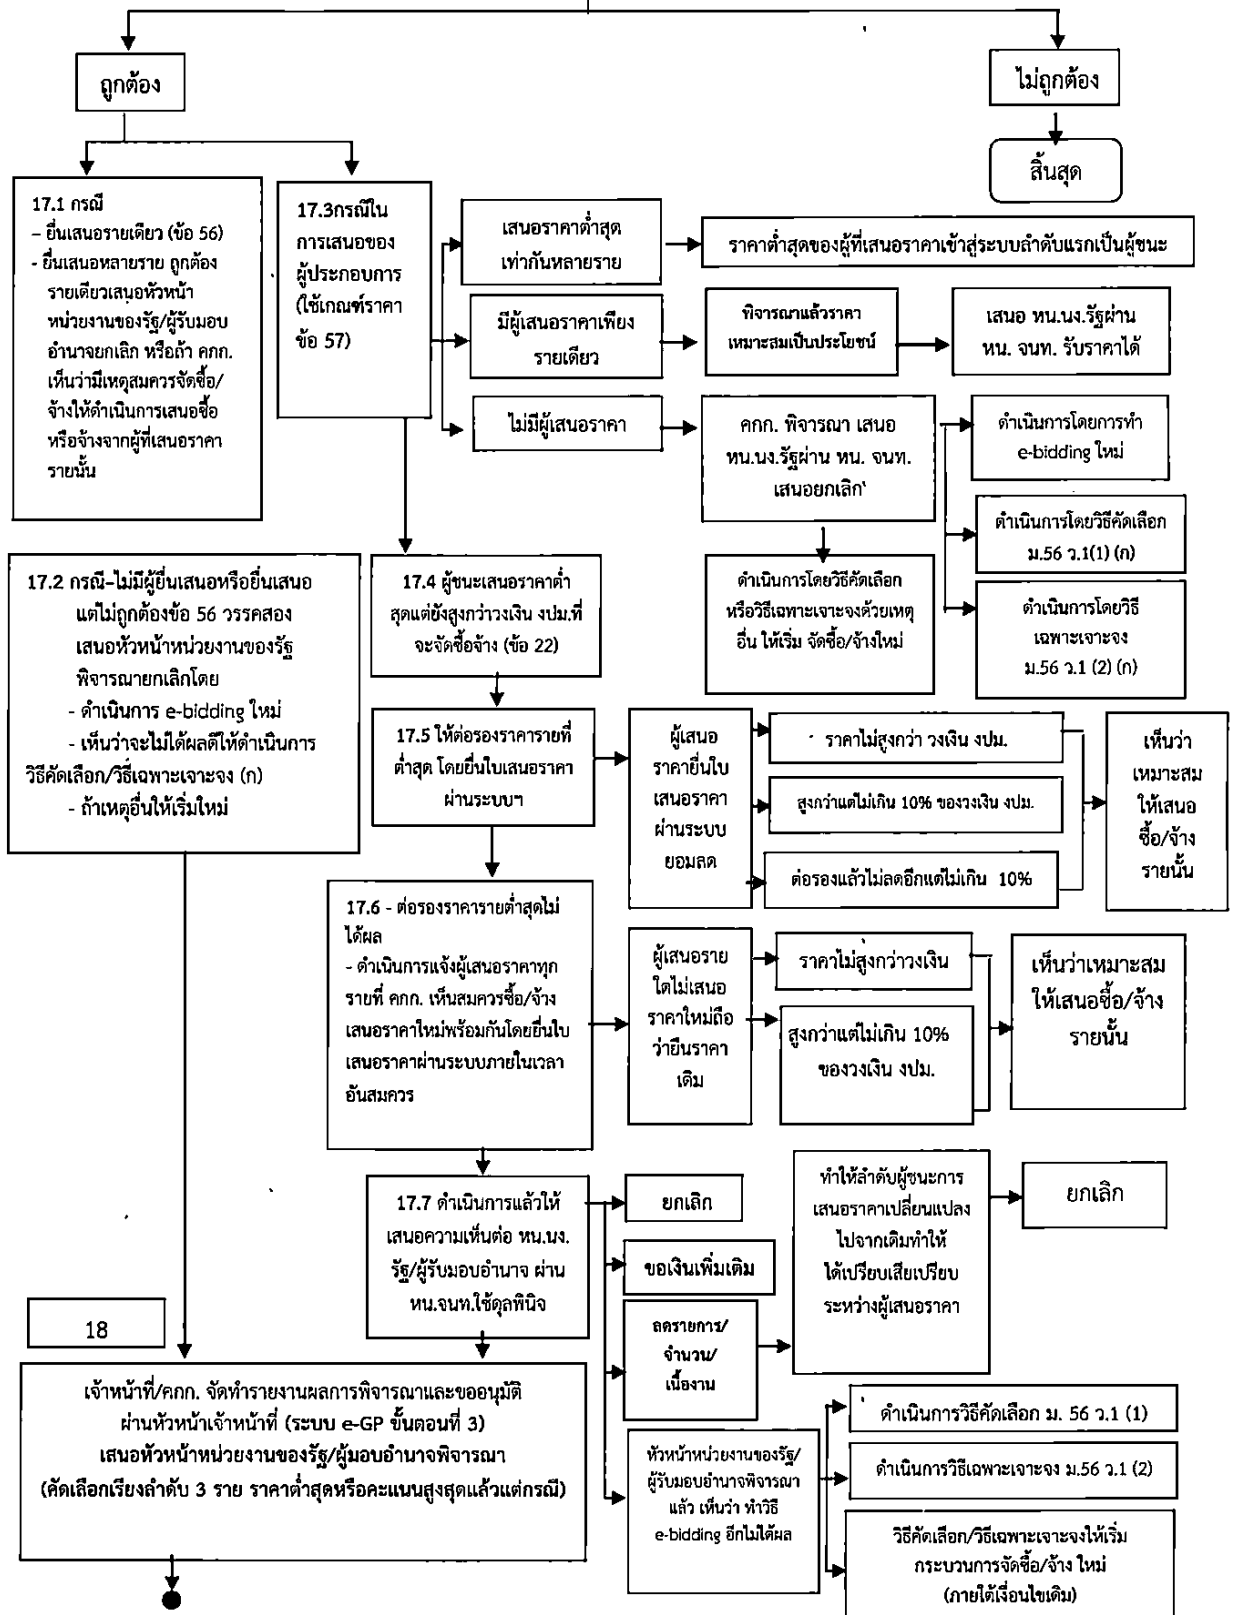 ถูกต้อง
ไม่ถูกต้อง
สิ้นสุด
17.1 กรณี
– ยื่นเสนอรายเดียว (ข้อ 56)
- ยื่นเสนอหลายราย ถูกต้อง
รายเดียวเสนอหัวหน้า
หน่วยงานของรัฐ/ผู้รับมอบ
อำนาจยกเลิก หรือถ้า คกก.
เห็นว่ามีเหตุสมควรจัดซื้อ/
จ้างให้ดำเนินการเสนอซื้อ
หรือจ้างจากผู้ที่เสนอราคา
รายนั้น
17.3กรณีใน
การเสนอของ
ผู้ประกอบการ
(ใช้เกณฑ์ราคา
ข้อ 57)
เสนอราคาต่ำสุด
เท่ากันหลายราย
ราคาต่ำสุดของผู้ที่เสนอราคาเข้าสู่ระบบลำดับแรกเป็นผู้ชนะ
มีผู้เสนอราคาเพียง
รายเดียว
พิจารณาแล้วราคา
เหมาะสมเป็นประโยชน์
เสนอ หน.นง.รัฐผ่าน
หน. จนท. รับราคาได้
ไม่มีผู้เสนอราคา
คกก. พิจารณา เสนอ
หน.นง.รัฐผ่าน หน. จนท.
เสนอยกเลิก
ดำเนินการโดยการทำ
e-bidding ใหม่
ดำเนินการโดยวิธีคัดเลือก
ม.56 ว.1(1) (ก)
ดำเนินการโดยวิธี
เฉพาะเจาะจง
ม.56 ว.1 (2) (ก)
ดำเนินการโดยวิธีคัดเลือก
หรือวิธีเฉพาะเจาะจงด้วยเหตุ
อื่น ให้เริ่ม จัดซื้อ/จ้างใหม่
17.2 กรณี–ไม่มีผู้ยื่นเสนอหรือยื่นเสนอ
แต่ไม่ถูกต้องข้อ 56 วรรคสอง
เสนอหัวหน้าหน่วยงานของรัฐ
พิจารณายกเลิกโดย
- ดำเนินการ e-bidding ใหม่
- เห็นว่าจะไม่ได้ผลดีให้ดำเนินการ
วิธีคัดเลือก/วิธีเฉพาะเจาะจง (ก)
- ถ้าเหตุอื่นให้เริ่มใหม่
17.4 ผู้ชนะเสนอราคาต่ำ
สุดแต่ยังสูงกว่าวงเงิน งปม.ที่
จะจัดซื้อจ้าง (ข้อ 22)
17.5 ให้ต่อรองราคารายที่
ต่ำสุด โดยยื่นใบเสนอราคา
ผ่านระบบฯ
ผู้เสนอ
ราคายื่นใบ
เสนอราคา
ผ่านระบบ
ยอมลด
ราคาไม่สูงกว่า วงเงิน งปม.
สูงกว่าแต่ไม่เกิน 10% ของวงเงิน งปม.
ต่อรองแล้วไม่ลดอีกแต่ไม่เกิน 10%
เห็นว่า
เหมาะสม
ให้เสนอ
ซื้อ/จ้าง
รายนั้น
17.6 - ต่อรองราคารายต่ำสุดไม่
ได้ผล
- ดำเนินการแจ้งผู้เสนอราคาทุก
รายที่ คกก. เห็นสมควรซื้อ/จ้าง
เสนอราคาใหม่พร้อมกันโดยยื่นใบ
เสนอราคาผ่านระบบภายในเวลา
อันสมควร
ผู้เสนอราย
ใดไม่เสนอ
ราคาใหม่ถือ
ว่ายืนราคา
เดิม
ราคาไม่สูงกว่าวงเงิน
สูงกว่าแต่ไม่เกิน 10%
ของวงเงิน งปม.
เห็นว่าเหมาะสม
ให้เสนอซื้อ/จ้าง
รายนั้น
17.7 ดำเนินการแล้วให้
เสนอความเห็นต่อ หน.นง.
รัฐ/ผู้รับมอบอำนาจ ผ่าน
หน.จนท.ใช้ดุลพินิจ
ยกเลิก
ขอเงินเพิ่มเติม
ลดรายการ/
จำนวน/
เนื้องาน
ทำให้ลำดับผู้ชนะการ
เสนอราคาเปลี่ยนแปลง
ไปจากเดิมทำให้
ได้เปรียบเสียเปรียบ
ระหว่างผู้เสนอราคา
ยกเลิก
18
เจ้าหน้าที่/คกก. จัดทำรายงานผลการพิจารณาและขออนุมัติ
ผ่านหัวหน้าเจ้าหน้าที่ (ระบบ e-GP ขั้นตอนที่ 3)
เสนอหัวหน้าหน่วยงานของรัฐ/ผู้มอบอำนาจพิจารณา
(คัดเลือกเรียงลำดับ 3 ราย ราคาต่ำสุดหรือคะแนนสูงสุดแล้วแต่กรณี)
หัวหน้าหน่วยงานของรัฐ/
ผู้รับมอบอำนาจพิจารณา
แล้ว เห็นว่า ทำวิธี
e-bidding อีกไม่ได้ผล
ดำเนินการวิธีคัดเลือก ม. 56 ว.1 (1)
ดำเนินการวิธีเฉพาะเจาะจง ม.56 ว.1 (2)
วิธีคัดเลือก/วิธีเฉพาะเจาะจงให้เริ่ม
กระบวนการจัดซื้อ/จ้าง ใหม่
(ภายใต้เงื่อนไขเดิม)